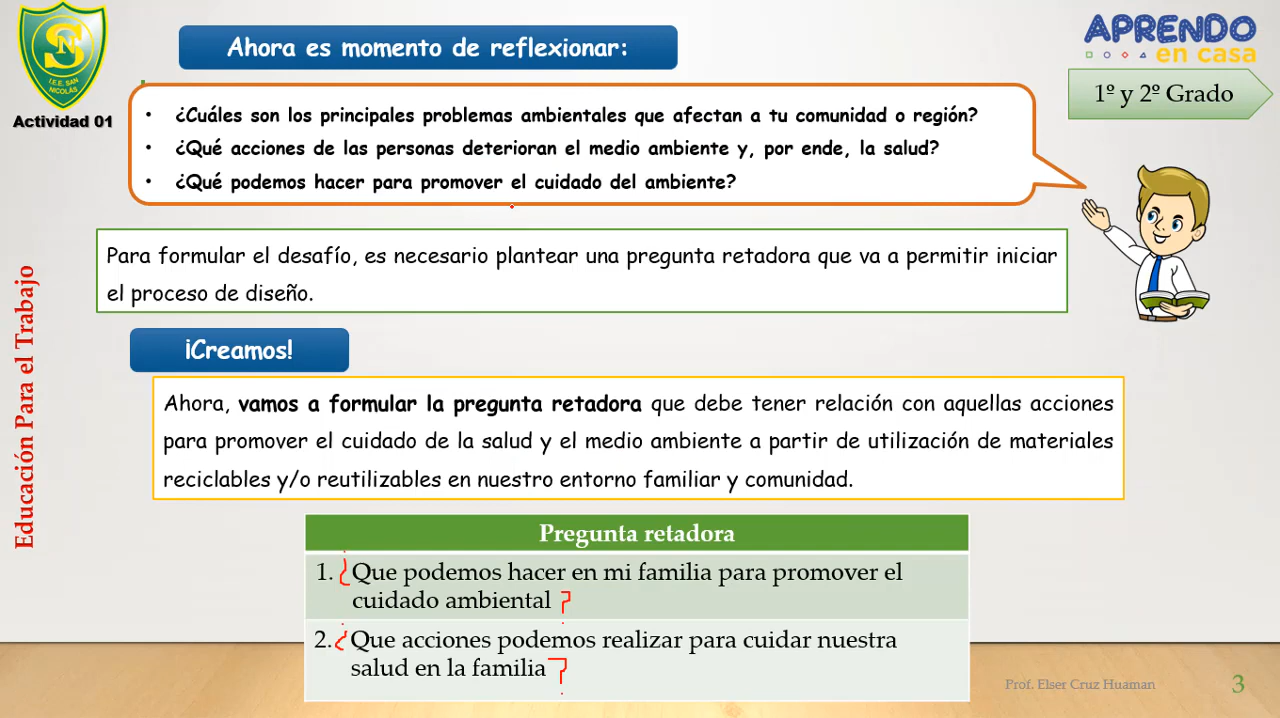 SN
I.E.E. SAN
NICOLÁS
Actividad 01
Ahora es momento de reflexionar:
APRENDO
en casa
1º y 2º Grado
• ¿Cuáles son los principales problemas ambientales que afectan a tu comunidad o región?
• ¿Qué acciones de las personas deterioran el medio ambiente y, por ende, la salud?
• ¿Qué podemos hacer para promover el cuidado del ambiente?
Para formular el desafío, es necesario plantear una pregunta retadora que va a permitir iniciar
el proceso de diseño.
Educación Para el Trabajo
¡Creamos!
Ahora, vamos a formular la pregunta retadora que debe tener relación con aquellas acciones
para promover el cuidado de la salud y el medio ambiente a partir de utilización de materiales
reciclables y/o reutilizables en nuestro entorno familiar y comunidad.
Pregunta retadora
1. ¿Que podemos hacer en mi familia para promover el
cuidado ambiental ?
2. ¿Que acciones podemos realizar para cuidar nuestra
salud en la familia?
Prof. Elser Cruz Huaman
3